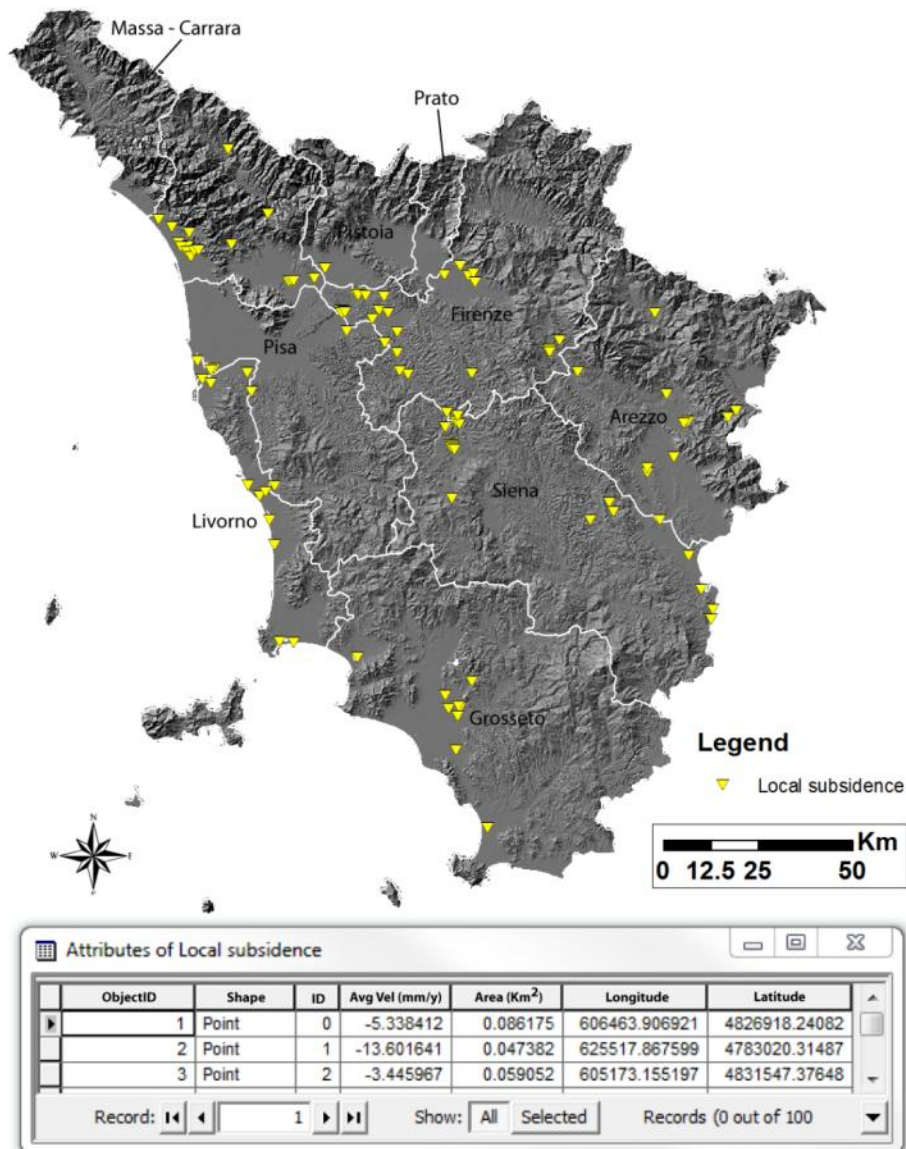 Massa - Carrara
Prato
Pistoia
Firenze
Pisa
Arezzo
Siena
Livorno
Grosseto
Legend
Local subsidence
N
W E
Km
0 12.5 25 50
Attributes of Local subsidence
ObjectID Shape ID Avg Vel (mm/y) Area (Km²) Longitude Latitude
1 Point 0 -5.338412 0.086175 606463.906921 4826918.24082
2 Point 1 -13.601641 0.047382 625517.867599 4783020.31487
3 Point 2 -3.445967 0.059052 605173.155197 4831547.37648
Record: 1 Show: All Selected Records (0 out of 100